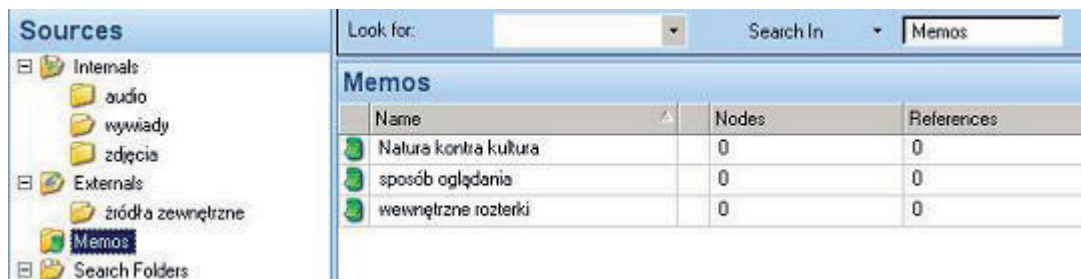 Sources
Internals
audio
wywiady
zdjęcia
Externals
źródła zewnętrzne
Memos
Search Folders
Look for: Search In Memos
Memos
Name Nodes References
Natura kontra kultura 0 0
sposób oglądania 0 0
wewnętrzne rozterki 0 0